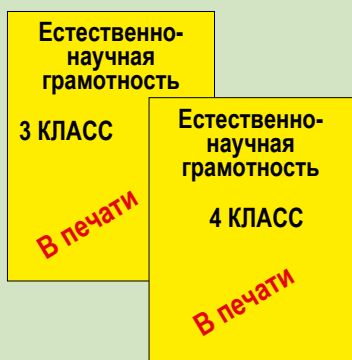 Естественно-
научная
грамотность
3 КЛАСС
В печати
Естественно-
научная
грамотность
4 КЛАСС
В печати